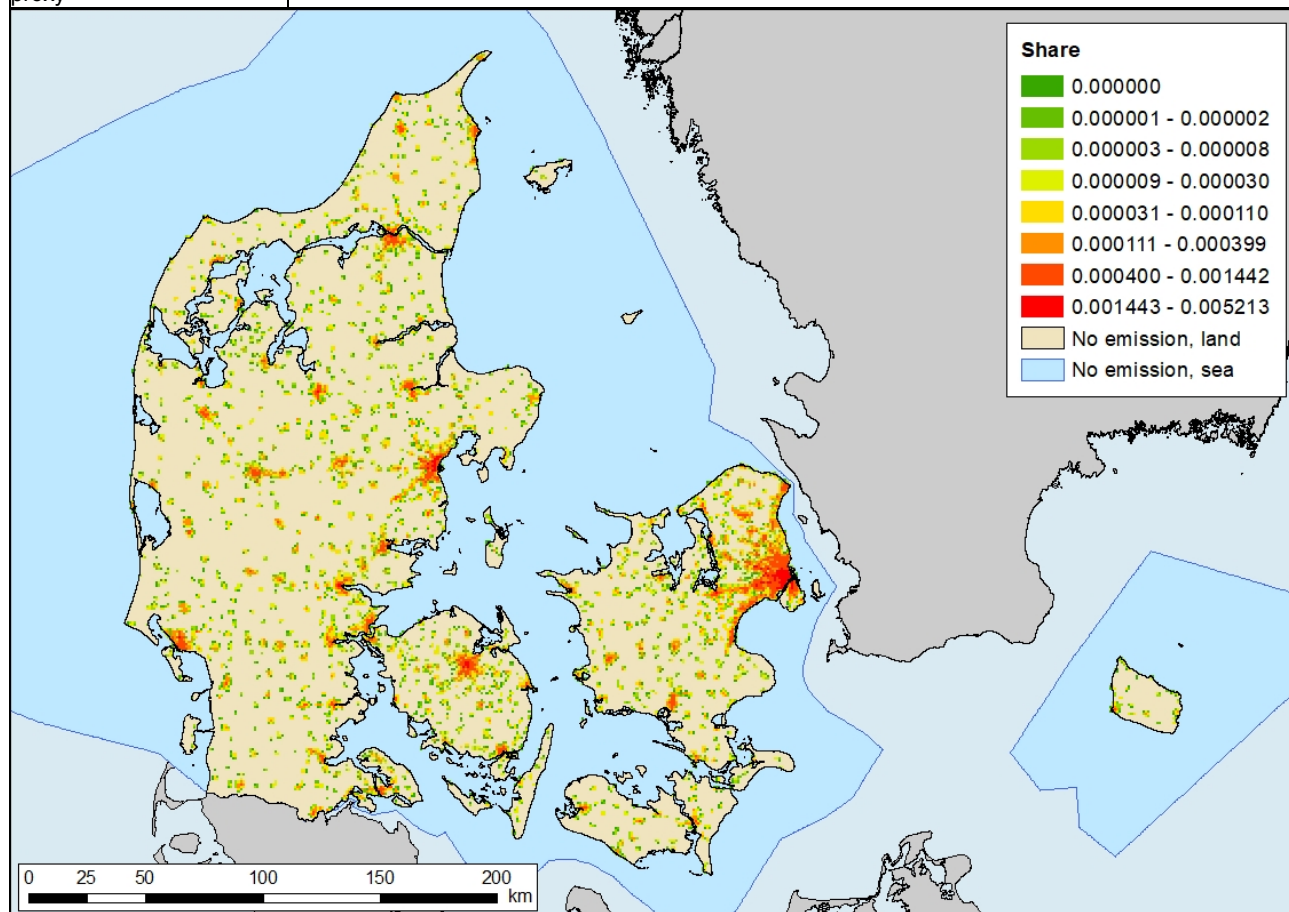 proxy
Share
0.000000
0.000001 - 0.000002
0.000003 - 0.000008
0.000009 - 0.000030
0.000031 - 0.000110
0.000111 - 0.000399
0.000400 - 0.001442
0.001443 - 0.005213
No emission, land
No emission, sea
0 25 50 100 150 200
km